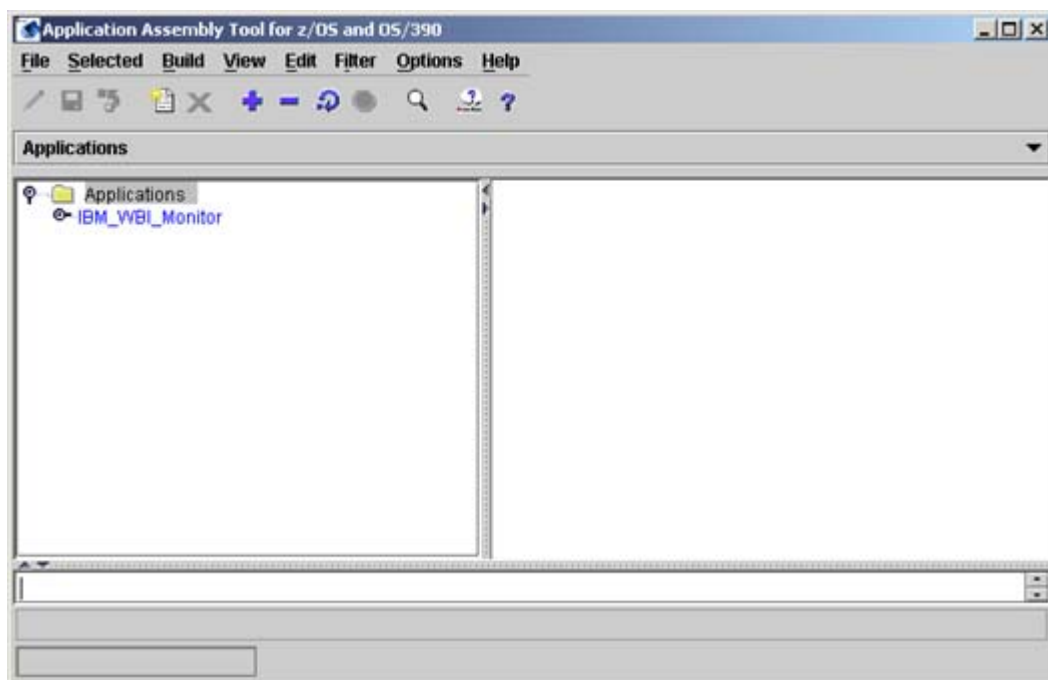 Application Assembly Tool for z/OS and OS/390
File Selected Build View Edit Filter Options Help
Applications
Applications
IBM_WBI_Monitor